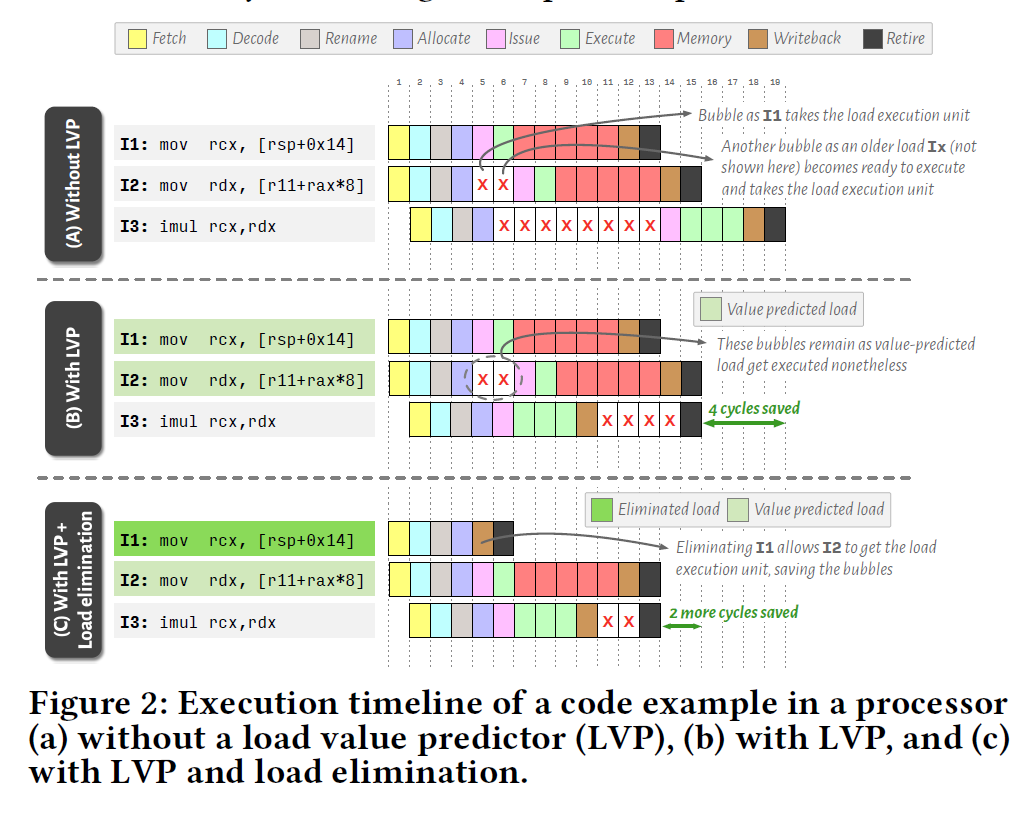 Fetch Decode Rename Allocate Issue Execute Memory Writeback Retire
1 2 3 4 5 6 7 8 9 10 11 12 13 14 15 16 17 18 19
(A) Without LVP
I1: mov rcx, [rsp+0x14]
I2: mov rdx, [r11+rax*8]
X X
I3: imul rcx,rdx
X X X X X X X X
Bubble as I1 takes the load execution unit
Another bubble as an older load Ix (not
shown here) becomes ready to execute
and takes the load execution unit
(B) With LVP
Value predicted load
I1: mov rcx, [rsp+0x14]
I2: mov rdx, [r11+rax*8]
X X
I3: imul rcx,rdx
X X X X
These bubbles remain as value-predicted
load get executed nonetheless
4 cycles saved
(C) With LVP +
Load elimination
Eliminated load Value predicted load
I1: mov rcx, [rsp+0x14]
I2: mov rdx, [r11+rax*8]
I3: imul rcx,rdx
X X
Eliminating I1 allows I2 to get the load
execution unit, saving the bubbles
2 more cycles saved
Figure 2: Execution timeline of a code example in a processor
(a) without a load value predictor (LVP), (b) with LVP, and (c)
with LVP and load elimination.